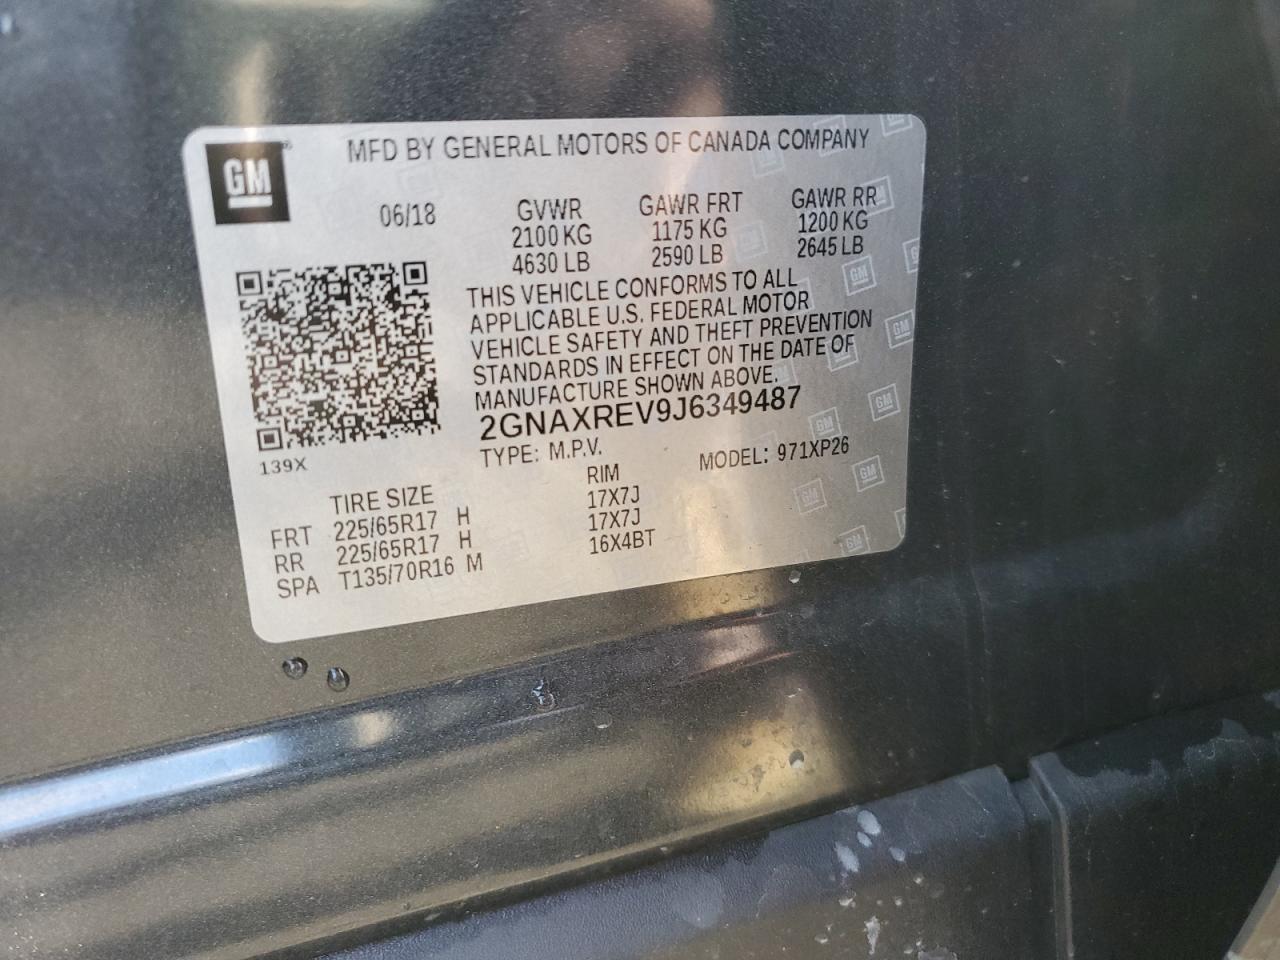 GM
MFD BY GENERAL MOTORS OF CANADA COMPANY
06/18
GVWR
2100 KG
4630 LB
GAWR FRT
1175 KG
2590 LB
GAWR RR
1200 KG
2645 LB
THIS VEHICLE CONFORMS TO ALL
APPLICABLE U.S. FEDERAL MOTOR
VEHICLE SAFETY AND THEFT PREVENTION
STANDARDS IN EFFECT ON THE DATE OF
MANUFACTURE SHOWN ABOVE.
2GNAXREV9J6349487
TYPE: M.P.V. MODEL: 971XP26
139X
TIRE SIZE RIM
FRT 225/65R17 H 17X7J
RR 225/65R17 H 17X7J
SPA T135/70R16 M 16X4BT